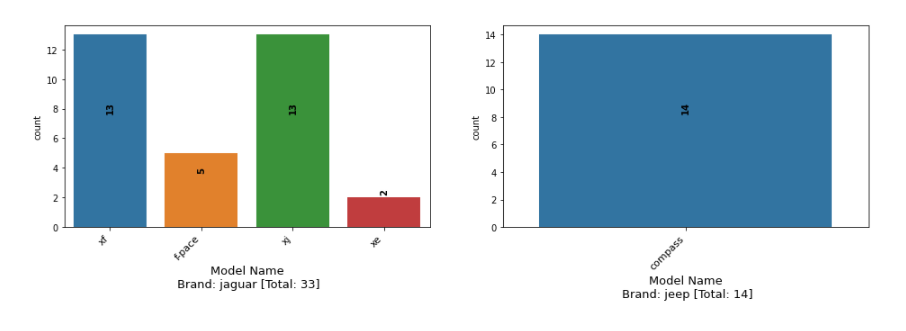 12
10
8
6
4
2
0
count
13
5
13
2
xf
f-pace
xj
xe
Model Name
Brand: jaguar [Total: 33]
14
12
10
8
6
4
2
0
count
14
compass
Model Name
Brand: jeep [Total: 14]